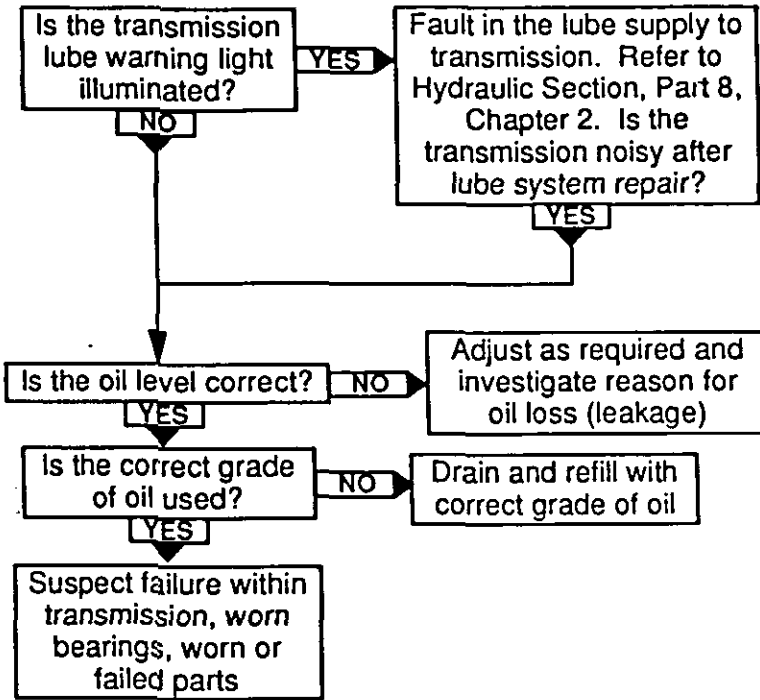 Is the transmission
lube warning light
illuminated?
YES
NO
Fault in the lube supply to
transmission. Refer to
Hydraulic Section, Part 8,
Chapter 2. Is the
transmission noisy after
lube system repair?
YES
Is the oil level correct?
NO
Adjust as required and
investigate reason for
oil loss (leakage)
YES
Is the correct grade
of oil used?
NO
Drain and refill with
correct grade of oil
YES
Suspect failure within
transmission, worn
bearings, worn or
failed parts